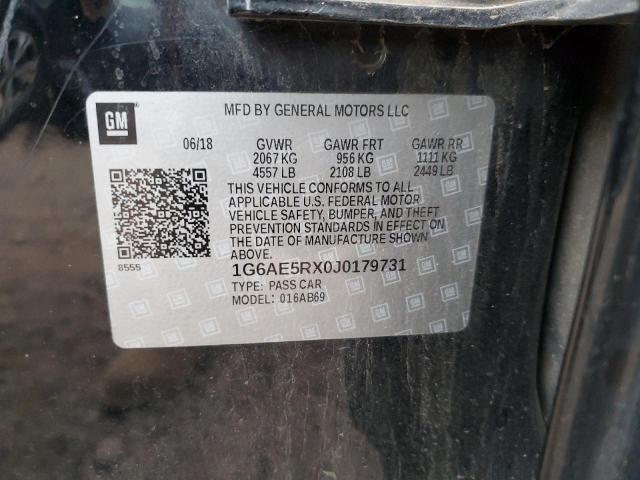 GM
MFD BY GENERAL MOTORS LLC
06/18 GVWR GAWR FRT GAWR RR
2067 KG 956 KG 1111 KG
4557 LB 2108 LB 2449 LB
THIS VEHICLE CONFORMS TO ALL
APPLICABLE U.S. FEDERAL MOTOR
VEHICLE SAFETY, BUMPER, AND THEFT
PREVENTION STANDARDS IN EFFECT ON
THE DATE OF MANUFACTURE SHOWN
ABOVE.
8555
1G6AE5RX0J0179731
TYPE: PASS CAR
MODEL: 016AB69